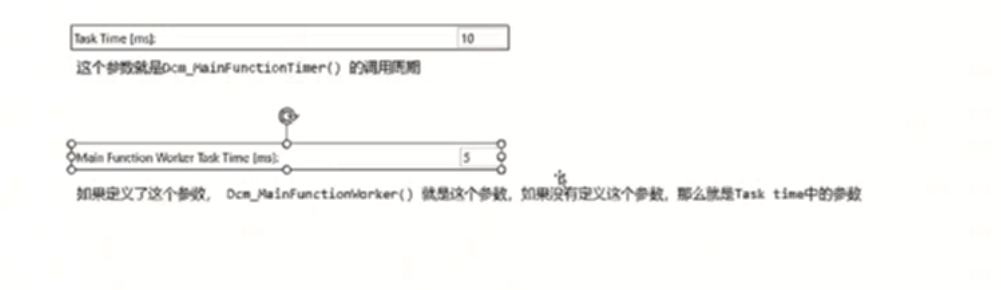 Task Time [ms]: 10
这个参数就是Dcm_MainFunctionTimer() 的调用周期
Main Function Worker Task Time [ms]: 5
如果定义了这个参数, Dcm_MainFunctionWorker() 就是这个参数,如果没有定义这个参数,那么就是Task time中的参数